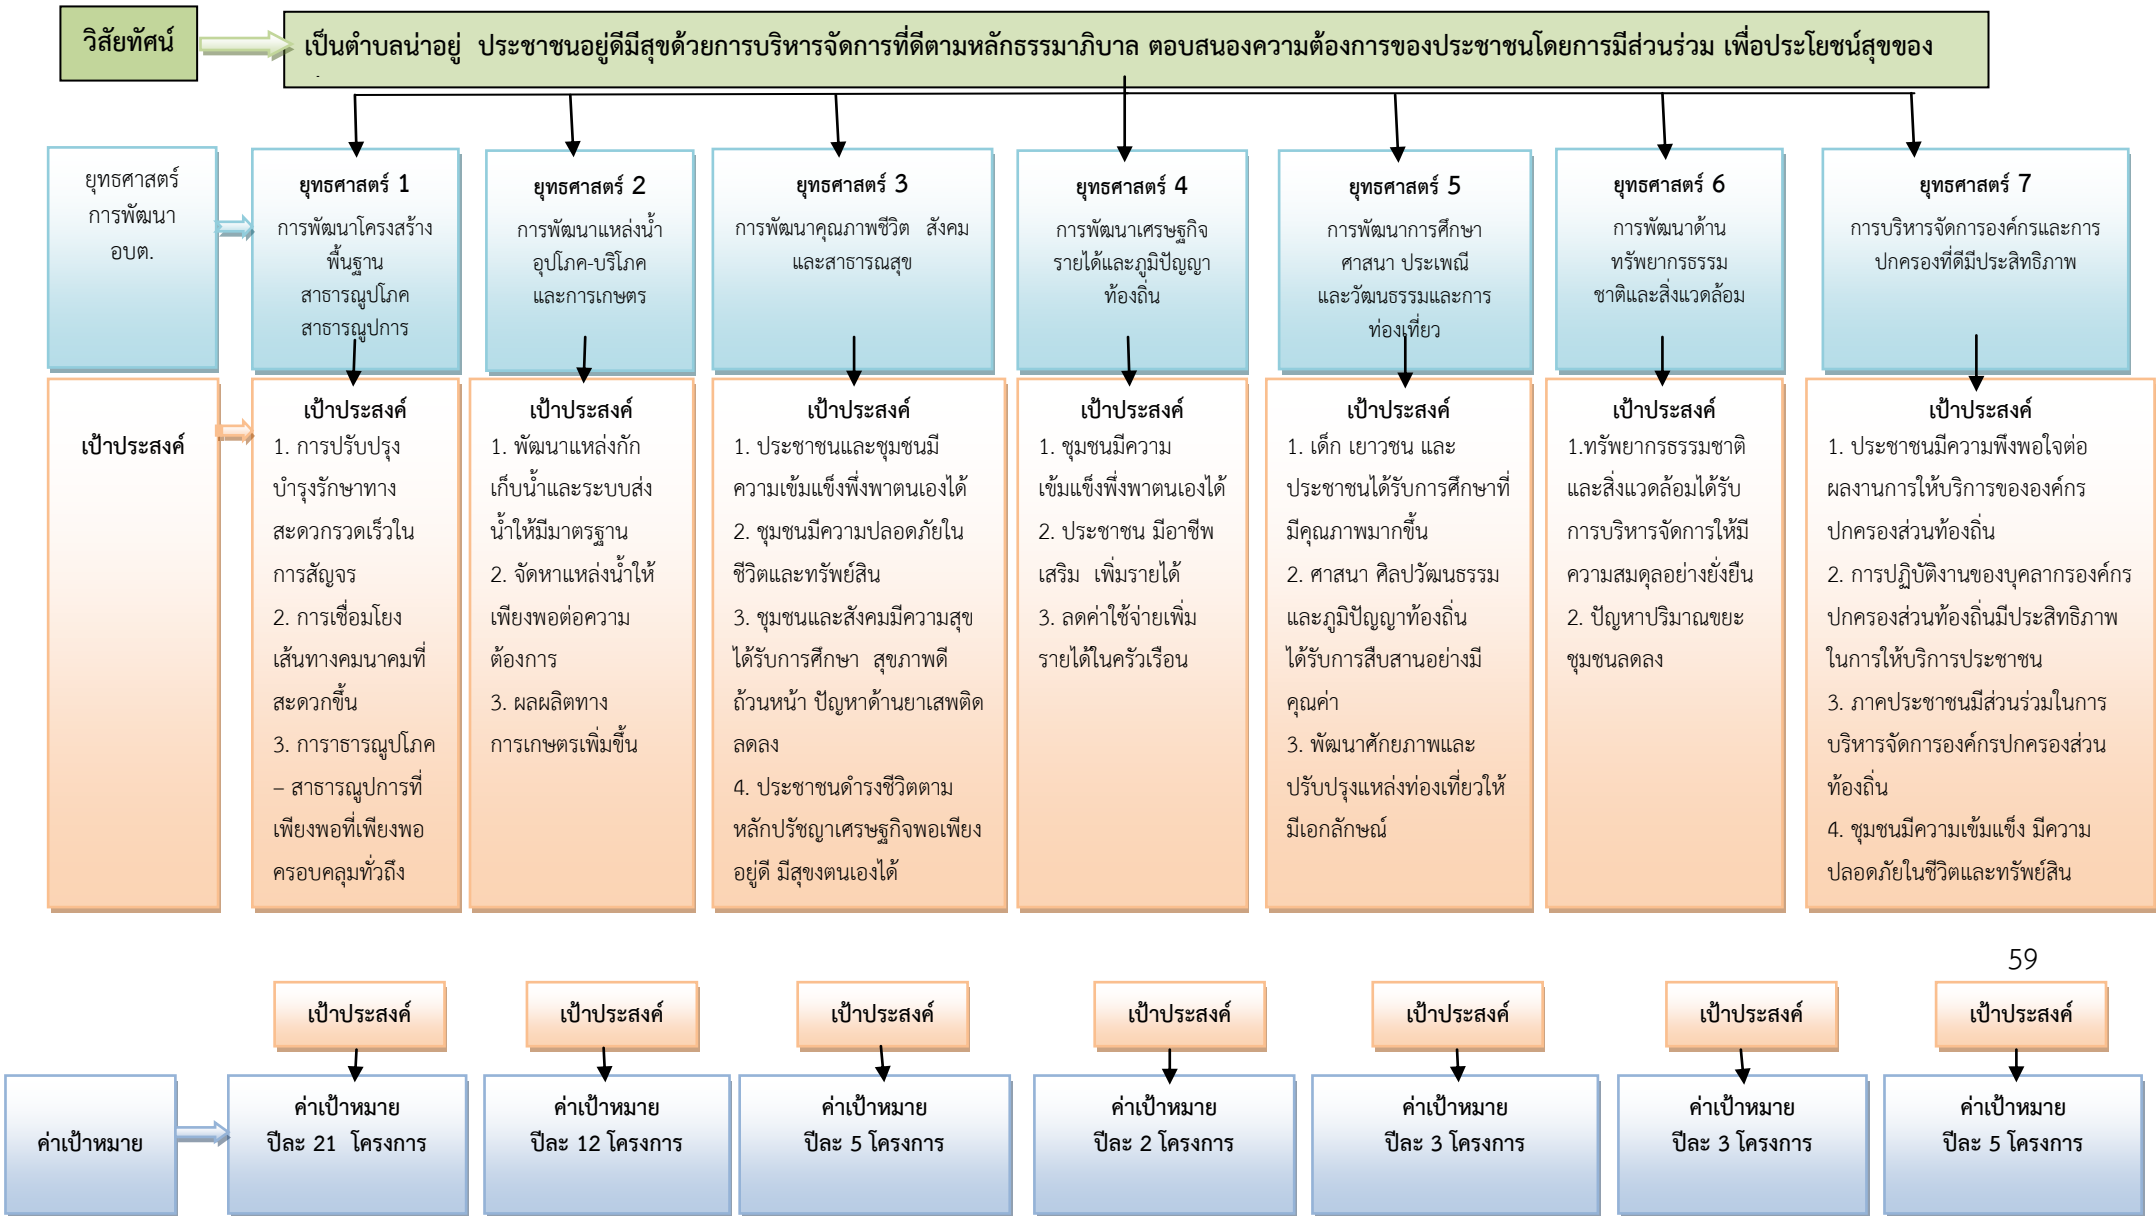 วิสัยทัศน์
เป็นตำบลน่าอยู่ ประชาชนอยู่ดีมีสุขด้วยการบริหารจัดการที่ดีตามหลักธรรมาภิบาล ตอบสนองความต้องการของประชาชนโดยการมีส่วนร่วม เพื่อประโยชน์สุขของ
ยุทธศาสตร์
การพัฒนา
อบต.
ยุทธศาสตร์ 1
การพัฒนาโครงสร้าง
พื้นฐาน
สาธารณูปโภค
สาธารณูปการ
ยุทธศาสตร์ 2
การพัฒนาแหล่งน้ำ
อุปโภค-บริโภค
และการเกษตร
ยุทธศาสตร์ 3
การพัฒนาคุณภาพชีวิต สังคม
และสาธารณสุข
ยุทธศาสตร์ 4
การพัฒนาเศรษฐกิจ
รายได้และภูมิปัญญา
ท้องถิ่น
ยุทธศาสตร์ 5
การพัฒนาการศึกษา
ศาสนา ประเพณี
และวัฒนธรรมและการ
ท่องเที่ยว
ยุทธศาสตร์ 6
การพัฒนาด้าน
ทรัพยากรธรรม
ชาติและสิ่งแวดล้อม
ยุทธศาสตร์ 7
การบริหารจัดการองค์กรและการ
ปกครองที่ดีมีประสิทธิภาพ
เป้าประสงค์
เป้าประสงค์
1. การปรับปรุง
บำรุงรักษาทาง
สะดวกรวดเร็วใน
การสัญจร
2. การเชื่อมโยง
เส้นทางคมนาคมที่
สะดวกขึ้น
3. การาธารณูปโภค
– สาธารณูปการที่
เพียงพอที่เพียงพอ
ครอบคลุมทั่วถึง
เป้าประสงค์
1. พัฒนาแหล่งกัก
เก็บน้ำและระบบส่ง
น้ำให้มีมาตรฐาน
2. จัดหาแหล่งน้ำให้
เพียงพอต่อความ
ต้องการ
3. ผลผลิตทาง
การเกษตรเพิ่มขึ้น
เป้าประสงค์
1. ประชาชนและชุมชนมี
ความเข้มแข็งพึ่งพาตนเองได้
2. ชุมชนมีความปลอดภัยใน
ชีวิตและทรัพย์สิน
3. ชุมชนและสังคมมีความสุข
ได้รับการศึกษา สุขภาพดี
ถ้วนหน้า ปัญหาด้านยาเสพติด
ลดลง
4. ประชาชนดำรงชีวิตตาม
หลักปรัชญาเศรษฐกิจพอเพียง
อยู่ดี มีสุขงตนเองได้
เป้าประสงค์
1. ชุมชนมีความ
เข้มแข็งพึ่งพาตนเองได้
2. ประชาชน มีอาชีพ
เสริม เพิ่มรายได้
3. ลดค่าใช้จ่ายเพิ่ม
รายได้ในครัวเรือน
เป้าประสงค์
1. เด็ก เยาวชน และ
ประชาชนได้รับการศึกษาที่
มีคุณภาพมากขึ้น
2. ศาสนา ศิลปวัฒนธรรม
และภูมิปัญญาท้องถิ่น
ได้รับการสืบสานอย่างมี
คุณค่า
3. พัฒนาศักยภาพและ
ปรับปรุงแหล่งท่องเที่ยวให้
มีเอกลักษณ์
เป้าประสงค์
1.ทรัพยากรธรรมชาติ
และสิ่งแวดล้อมได้รับ
การบริหารจัดการให้มี
ความสมดุลอย่างยั่งยืน
2. ปัญหาปริมาณขยะ
ชุมชนลดลง
เป้าประสงค์
1. ประชาชนมีความพึงพอใจต่อ
ผลงานการให้บริการขององค์กร
ปกครองส่วนท้องถิ่น
2. การปฏิบัติงานของบุคลากรองค์กร
ปกครองส่วนท้องถิ่นมีประสิทธิภาพ
ในการให้บริการประชาชน
3. ภาคประชาชนมีส่วนร่วมในการ
บริหารจัดการองค์กรปกครองส่วน
ท้องถิ่น
4. ชุมชนมีความเข้มแข็ง มีความ
ปลอดภัยในชีวิตและทรัพย์สิน
59
เป้าประสงค์
เป้าประสงค์
เป้าประสงค์
เป้าประสงค์
เป้าประสงค์
เป้าประสงค์
เป้าประสงค์
ค่าเป้าหมาย
ค่าเป้าหมาย
ปีละ 21 โครงการ
ค่าเป้าหมาย
ปีละ 12 โครงการ
ค่าเป้าหมาย
ปีละ 5 โครงการ
ค่าเป้าหมาย
ปีละ 2 โครงการ
ค่าเป้าหมาย
ปีละ 3 โครงการ
ค่าเป้าหมาย
ปีละ 3 โครงการ
ค่าเป้าหมาย
ปีละ 5 โครงการ